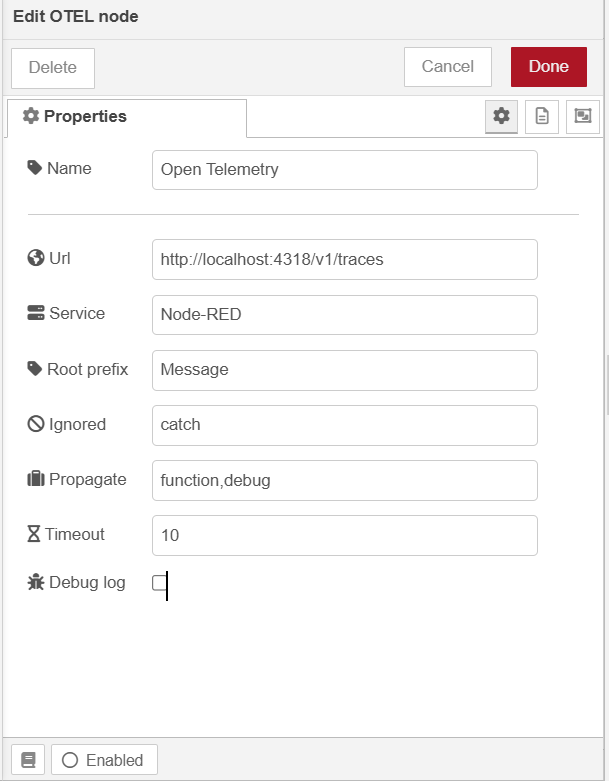 Edit OTEL node
Delete
Cancel
Done
Properties
Name
Open Telemetry
Url
http://localhost:4318/v1/traces
Service
Node-RED
Root prefix
Message
Ignored
catch
Propagate
function,debug
Timeout
10
Debug log
Enabled